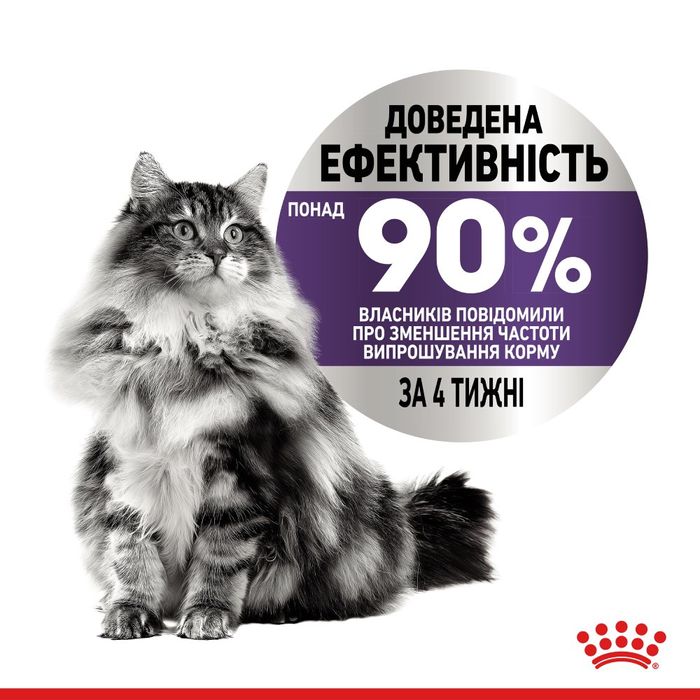 ДОВЕДЕНА
ЕФЕКТИВНІСТЬ
ПОНАД
90%
ВЛАСНИКІВ ПОВІДОМИЛИ
ПРО ЗМЕНШЕННЯ ЧАСТОТИ
ВИПРОШУВАННЯ КОРМУ
ЗА 4 ТИЖНІ